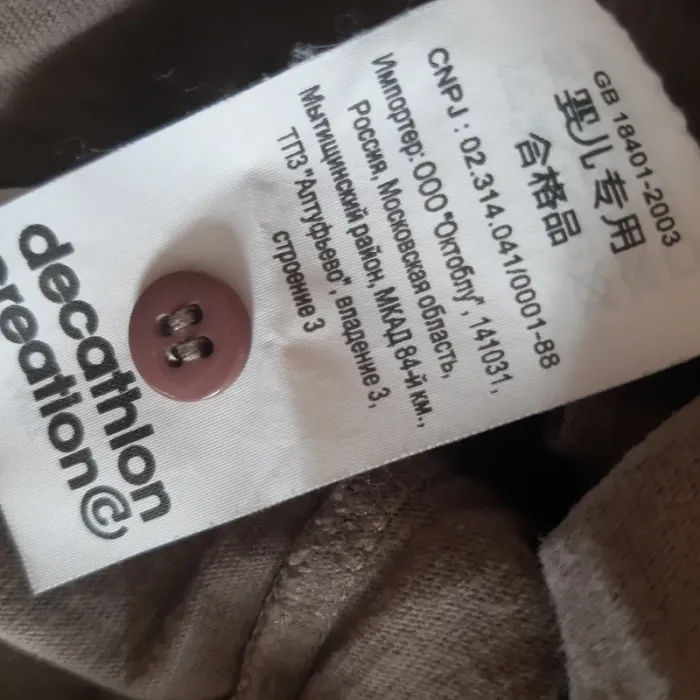 GB 18401-2003
婴儿专用
合格品
CNPJ : 02.314.041/0001-88
Импортер: ООО "Октоблу", 141031,
Россия, Московская область,
Мытищинский район, МКАД 84-й км.,
ТПЗ "Алтуфьево", владение 3,
строение 3
decathlon
creation©